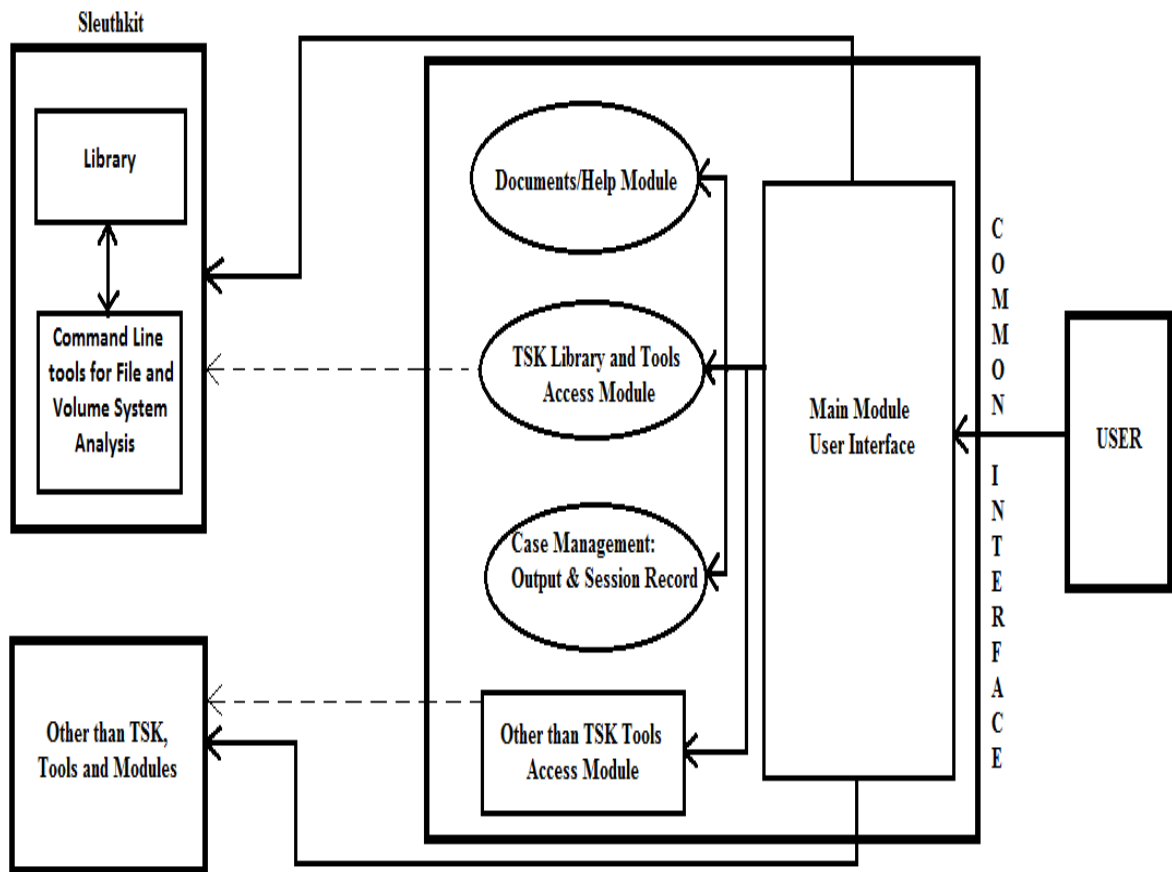 Sleuthkit
Library
Command Line
tools for File and
Volume System
Analysis
Documents/Help Module
TSK Library and Tools
Access Module
Case Management:
Output & Session Record
Other than TSK Tools
Access Module
Main Module
User Interface
COMMON INTERFACE
USER
Other than TSK,
Tools and Modules